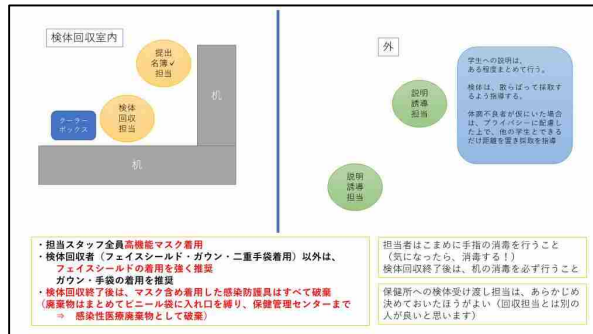 検体回収室内
提出
名簿✓
担当
机
検体
回収
担当
クーラー
ボックス
机
・担当スタッフ全員高機能マスク着用
・検体回収者(フェイスシールド・ガウン・二重手袋着用)以外は、
フェイスシールドの着用を強く推奨
ガウン・手袋の着用を推奨
・検体回収終了後は、マスク含め着用した感染防護具はすべて破棄
(廃棄物はまとめてビニール袋に入れ口を縛り、保健管理センターまで
⇒ 感染性医療廃棄物として破棄)
外
説明
誘導
担当
説明
誘導
担当
学生への説明は、
ある程度まとめて行う。
検体は、散らばって採取す
るよう指導する。
体調不良者が仮にいた場合
は、プライバシーに配慮し
た上で、他の学生とできる
だけ距離を置き採取を指導
担当者はこまめに手指の消毒を行うこと
(気になったら、消毒する!)
検体回収終了後は、机の消毒を必ず行うこと
保健所への検体受け渡し担当は、あらかじめ
決めておいたほうがよい(回収担当とは別の
人が良いと思います)